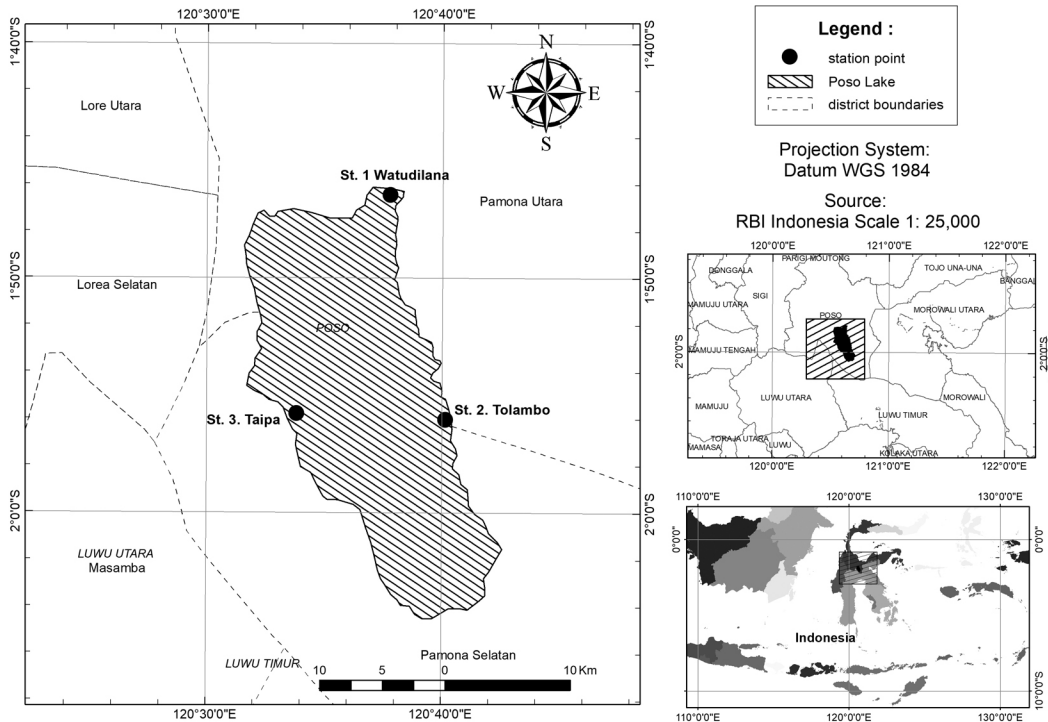 120°30'0"E
120°40'0"E
1°40'0"S
1°40'0"S
N
W
E
S
Lore Utara
St. 1 Watudilana
Pamona Utara
1°50'0"S
1°50'0"S
Lorea Selatan
POSO
St. 3. Taipa
St. 2. Tolambo
2°0'0"S
2°0'0"S
LUWU UTARA
Masamba
LUWU TIMUR
Pamona Selatan
10
5
0
10 Km
120°30'0"E
120°40'0"E
Legend :
station point
Poso Lake
district boundaries
Projection System:
Datum WGS 1984
Source:
RBI Indonesia Scale 1: 25,000
120°0'0"E
121°0'0"E
122°0'0"E
PARIGI MOUTONG
DONGGALA
TOJO UNA-UNA
BANGGAI
SIGI
MAMUJU UTARA
POSO
MOROWALI UTARA
MAMUJU TENGAH
2°0'0"S
2°0'0"S
LUWU UTARA
MOROWALI
MAMUJU
LUWU TIMUR
TORAJA UTARA
MAMASA
LUWU
KOLAKA UTARA
120°0'0"E
121°0'0"E
122°0'0"E
110°0'0"E
120°0'0"E
130°0'0"E
0°0'0"
0°0'0"
Indonesia
10°0'0"S
110°0'0"E
120°0'0"E
130°0'0"E